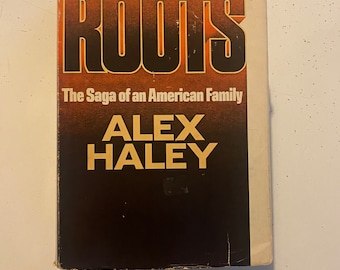 ROOTS
The Saga of an American Family
ALEX
HALEY